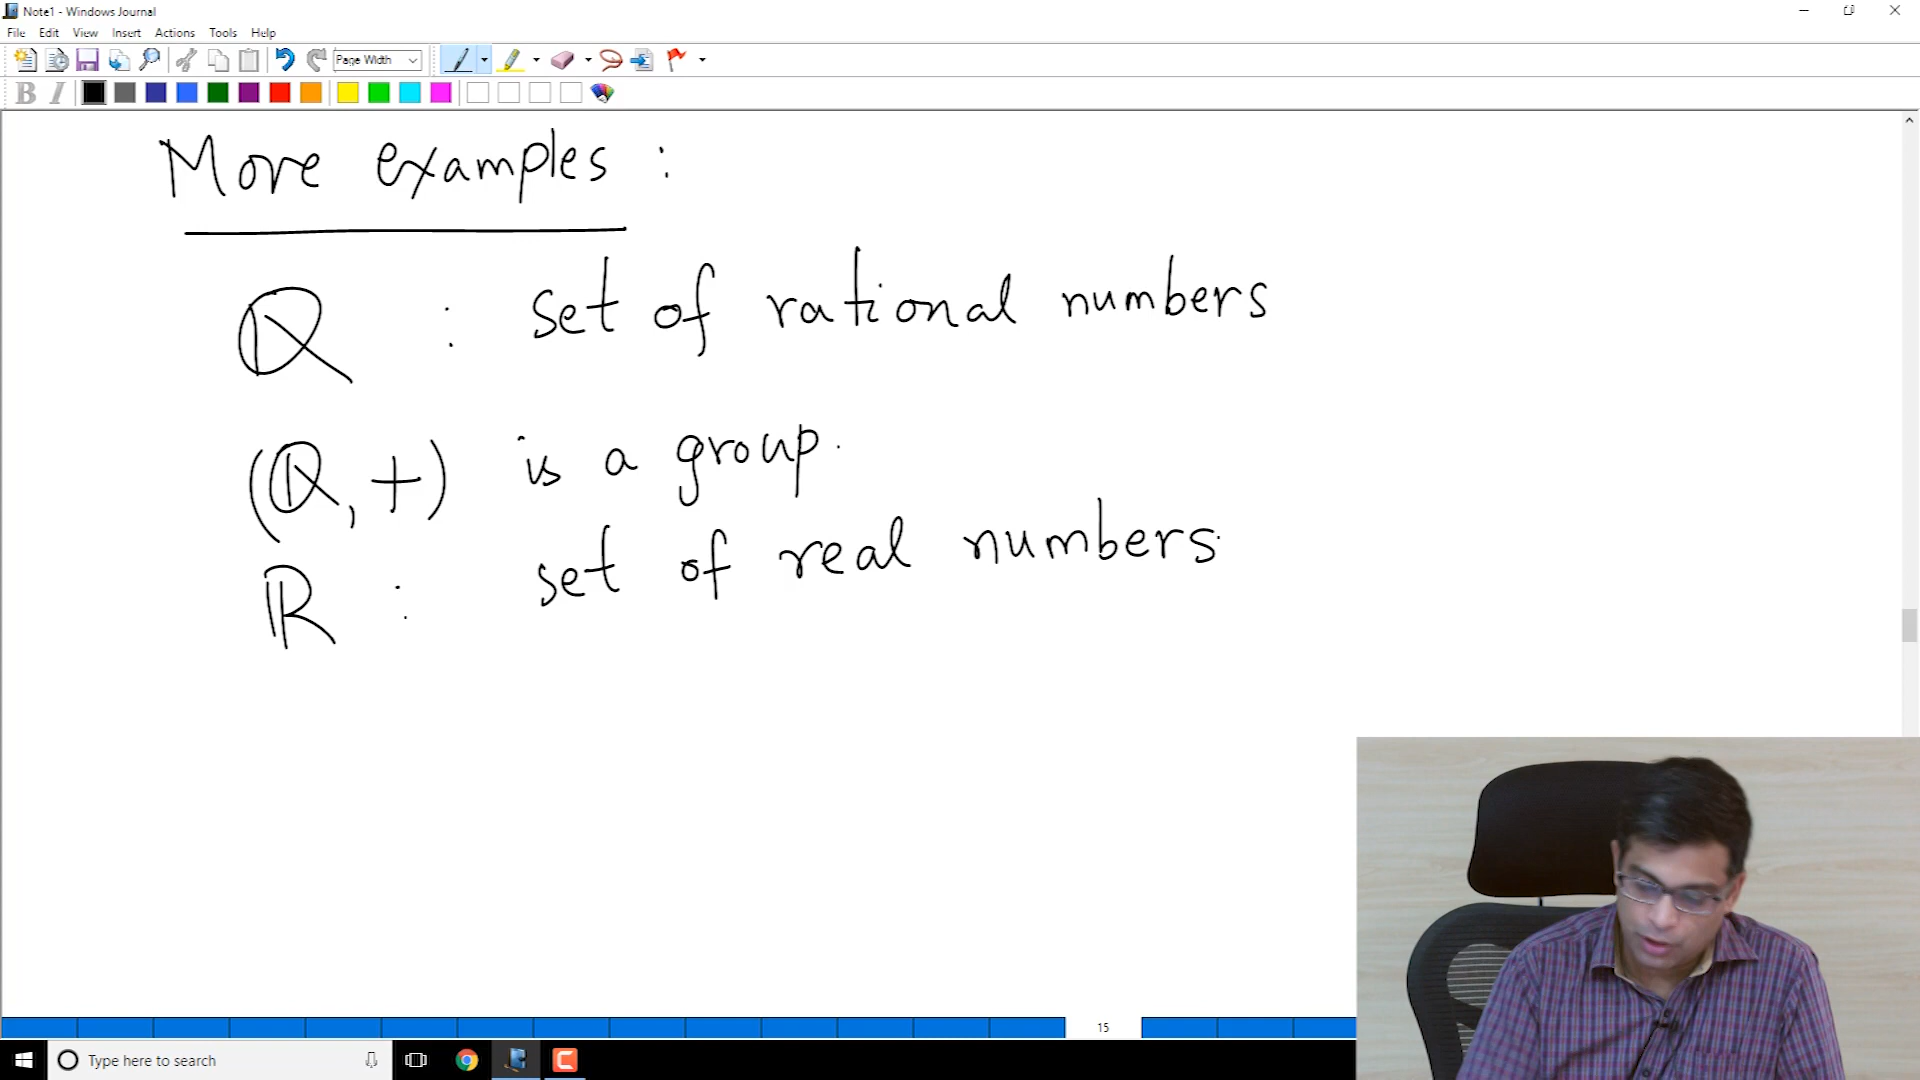 Note1 - Windows Journal
File Edit View Insert Actions Tools Help
Page Width
B I
More examples :
ℚ : set of rational numbers
(ℚ, +) is a group.
ℝ : set of real numbers.
15
Type here to search